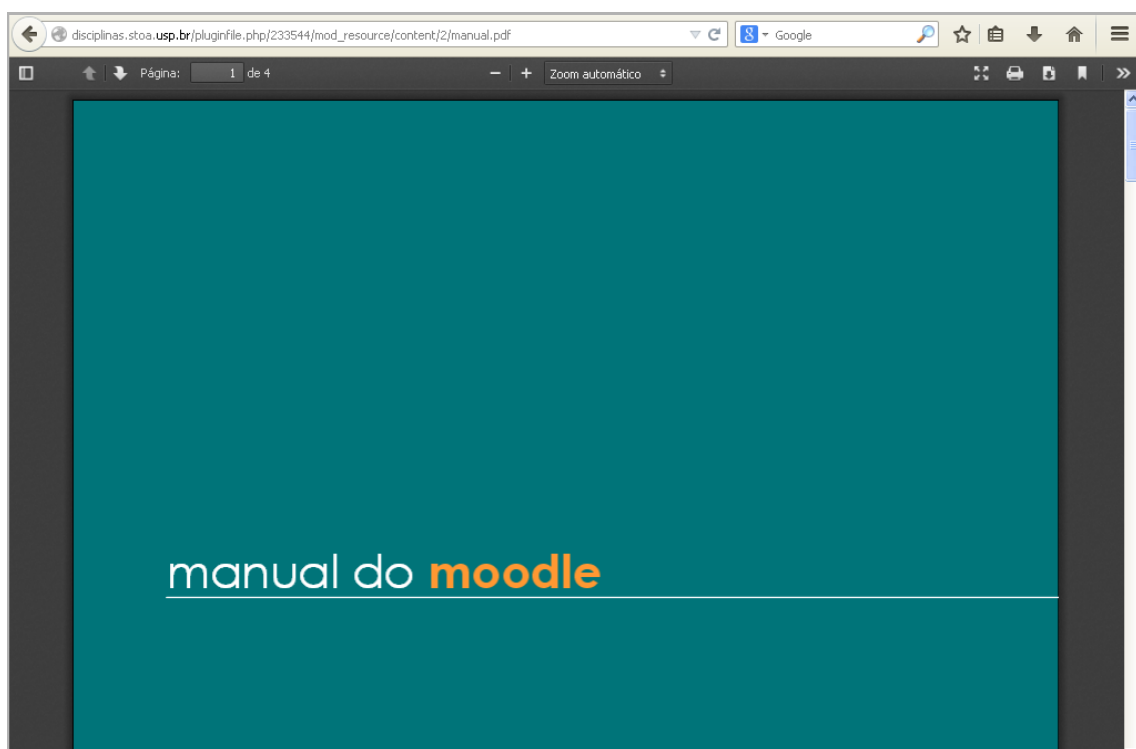 disciplinas.stoa.usp.br/pluginfile.php/233544/mod_resource/content/2/manual.pdf
Google
Página: 1 de 4
Zoom automático
manual do moodle